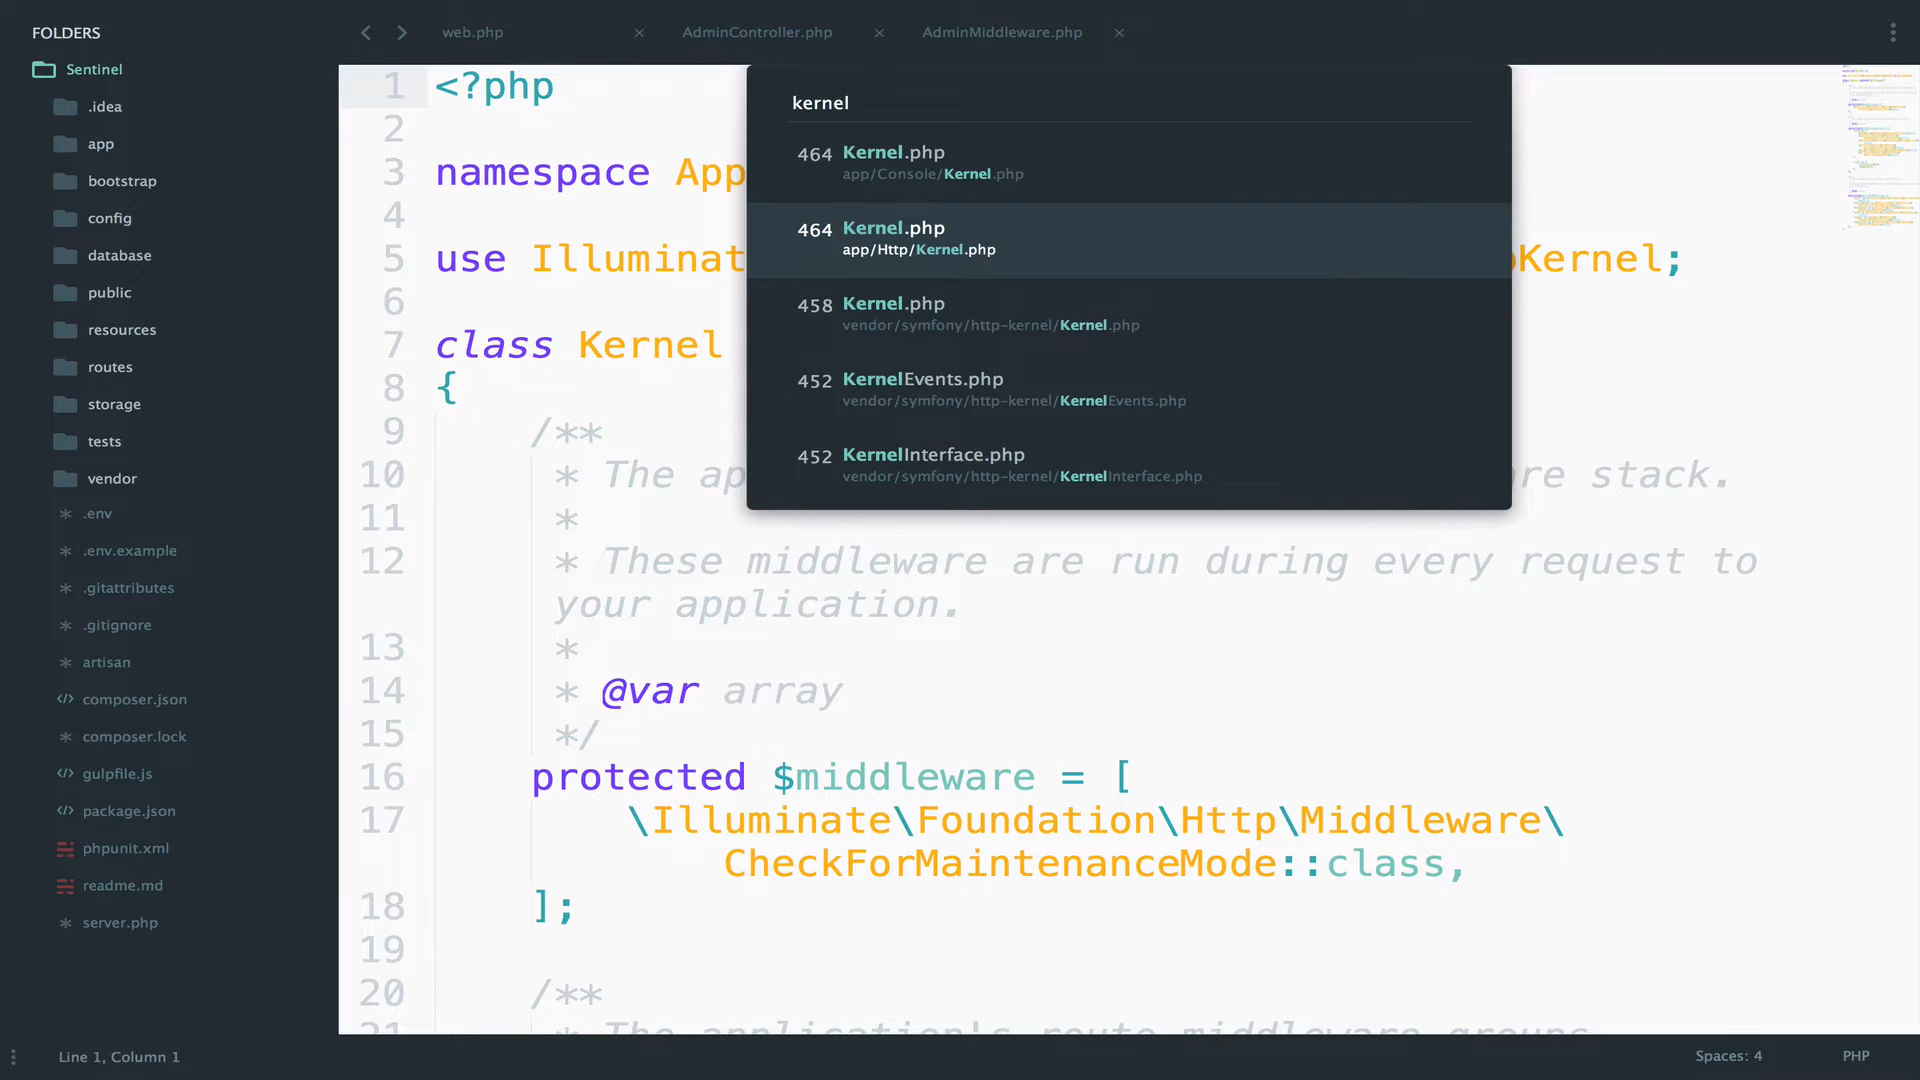 FOLDERS
Sentinel
.idea
app
bootstrap
config
database
public
resources
routes
storage
tests
vendor
.env
.env.example
.gitattributes
.gitignore
artisan
composer.json
composer.lock
gulpfile.js
package.json
phpunit.xml
readme.md
server.php
web.php
AdminController.php
AdminMiddleware.php
kernel
464 Kernel.php
app/Console/Kernel.php
464 Kernel.php
app/Http/Kernel.php
458 Kernel.php
vendor/symfony/http-kernel/Kernel.php
452 KernelEvents.php
vendor/symfony/http-kernel/KernelEvents.php
452 KernelInterface.php
vendor/symfony/http-kernel/KernelInterface.php
1 <?php
2
3 namespace App
4
5 use Illuminat Kernel;
6
7 class Kernel
8 {
9 /**
10 * The ap re stack.
11 *
12 * These middleware are run during every request to
your application.
13 *
14 * @var array
15 */
16 protected $middleware = [
17 \Illuminate\Foundation\Http\Middleware\
CheckForMaintenanceMode::class,
18 ];
19
20 /**
21 * The application's route middleware groups
Line 1, Column 1
Spaces: 4
PHP